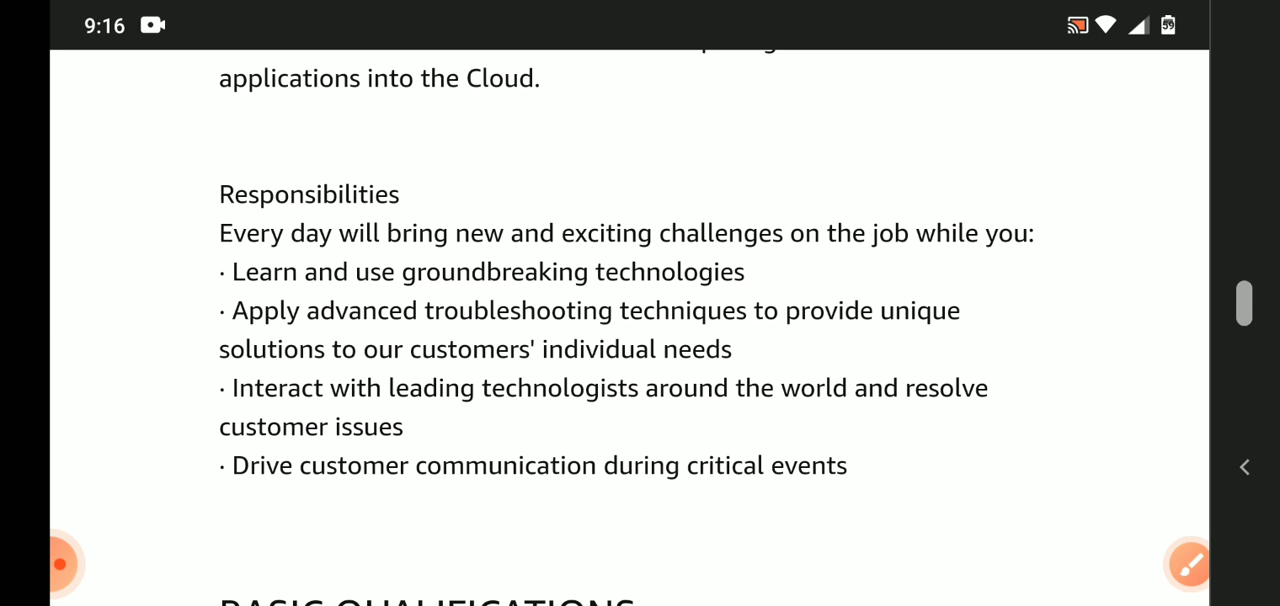 9:16
59
applications into the Cloud.
Responsibilities
Every day will bring new and exciting challenges on the job while you:
· Learn and use groundbreaking technologies
· Apply advanced troubleshooting techniques to provide unique
solutions to our customers' individual needs
· Interact with leading technologists around the world and resolve
customer issues
· Drive customer communication during critical events
BASIC QUALIFICATIONS